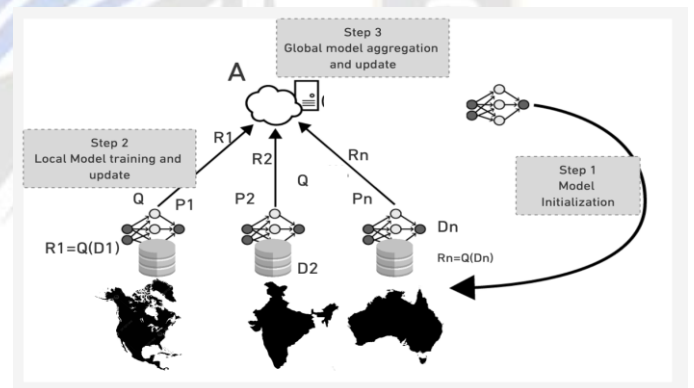 Step 3
Global model aggregation
and update
A
Step 2
Local Model training and
update
R1
R2
Rn
Q
Step 1
Model
Initialization
Q
P1
P2
Pn
R1=Q(D1)
D2
Dn
Rn=Q(Dn)